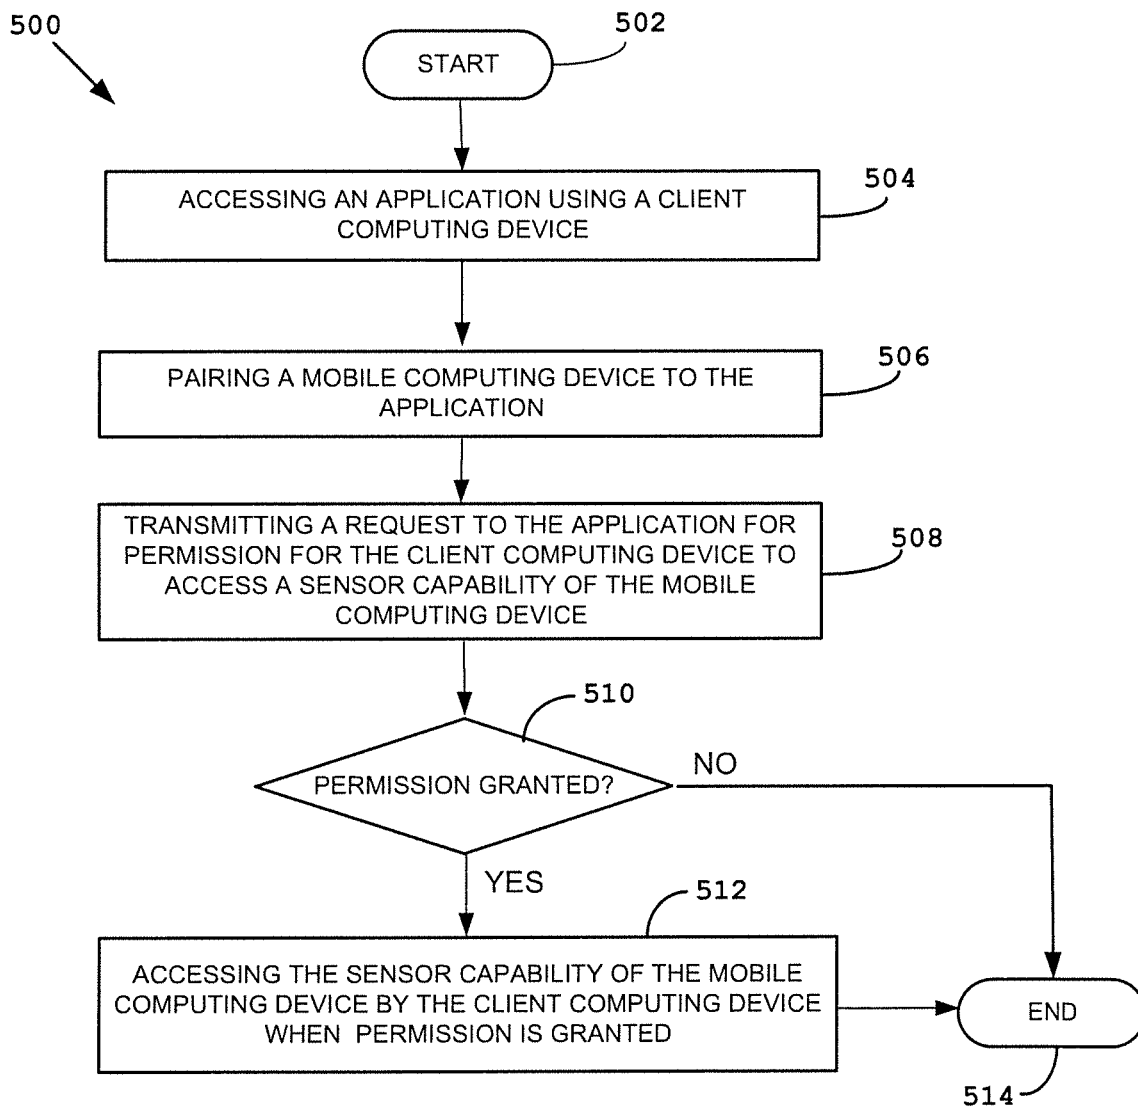 500
502
START
504
ACCESSING AN APPLICATION USING A CLIENT
COMPUTING DEVICE
506
PAIRING A MOBILE COMPUTING DEVICE TO THE
APPLICATION
508
TRANSMITTING A REQUEST TO THE APPLICATION FOR
PERMISSION FOR THE CLIENT COMPUTING DEVICE TO
ACCESS A SENSOR CAPABILITY OF THE MOBILE
COMPUTING DEVICE
510
PERMISSION GRANTED?
NO
YES
512
ACCESSING THE SENSOR CAPABILITY OF THE MOBILE
COMPUTING DEVICE BY THE CLIENT COMPUTING DEVICE
WHEN PERMISSION IS GRANTED
END
514